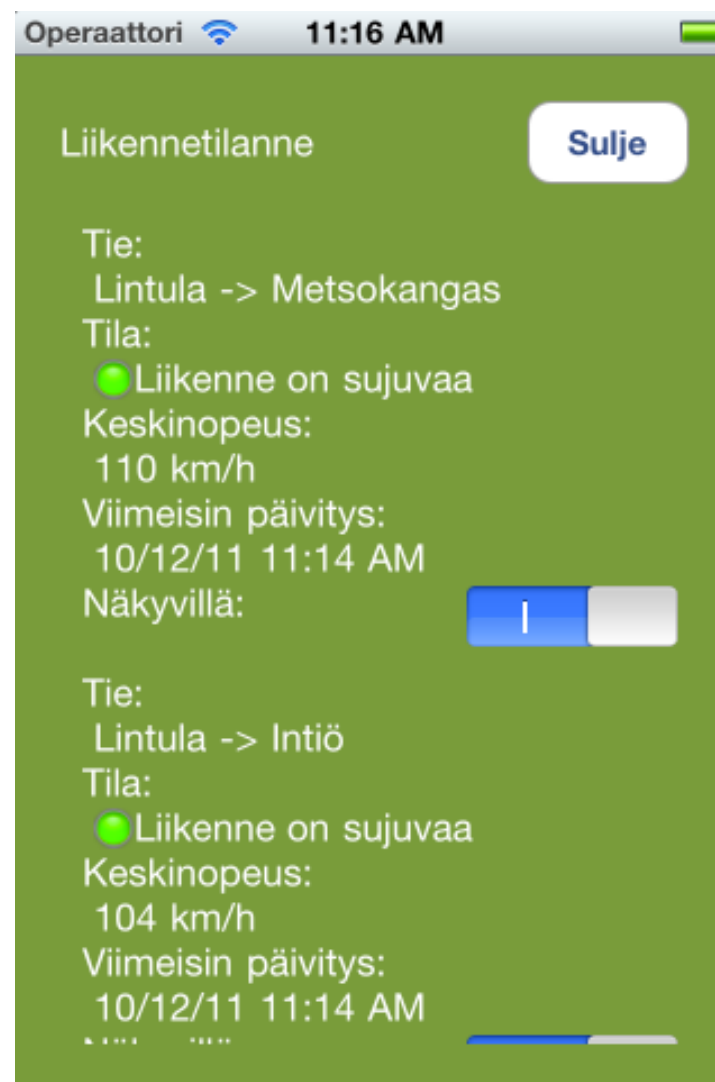 Operaattori 11:16 AM
Liikennetilanne Sulje
Tie:
Lintula -> Metsokangas
Tila:
Liikenne on sujuvaa
Keskinopeus:
110 km/h
Viimeisin päivitys:
10/12/11 11:14 AM
Näkyvillä:
Tie:
Lintula -> Intiö
Tila:
Liikenne on sujuvaa
Keskinopeus:
104 km/h
Viimeisin päivitys:
10/12/11 11:14 AM